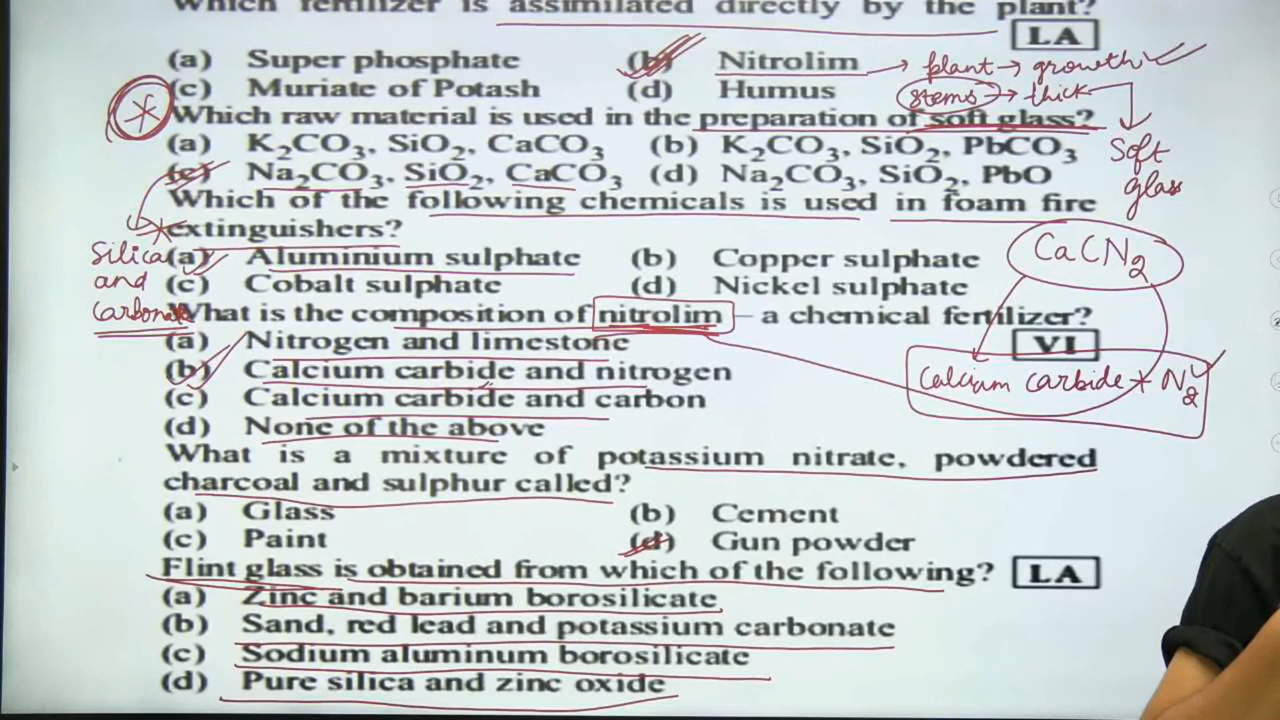 Which fertilizer is assimilated directly by the plant?
LA
(a) Super phosphate (b) Nitrolim → plant → growth
(c) Muriate of Potash (d) Humus stems → thick
Which raw material is used in the preparation of soft glass?
(a) K₂CO₃, SiO₂, CaCO₃ (b) K₂CO₃, SiO₂, PbCO₃ Soft
(c) Na₂CO₃, SiO₂, CaCO₃ (d) Na₂CO₃, SiO₂, PbO glass
Which of the following chemicals is used in foam fire
extinguishers?
Silica (a) Aluminium sulphate (b) Copper sulphate CaCN₂
and (c) Cobalt sulphate (d) Nickel sulphate
Carbonate What is the composition of nitrolim – a chemical fertilizer?
(a) Nitrogen and limestone VI
(b) Calcium carbide and nitrogen Calcium carbide + N₂
(c) Calcium carbide and carbon
(d) None of the above
What is a mixture of potassium nitrate, powdered
charcoal and sulphur called?
(a) Glass (b) Cement
(c) Paint (d) Gun powder
Flint glass is obtained from which of the following? LA
(a) Zinc and barium borosilicate
(b) Sand, red lead and potassium carbonate
(c) Sodium aluminum borosilicate
(d) Pure silica and zinc oxide